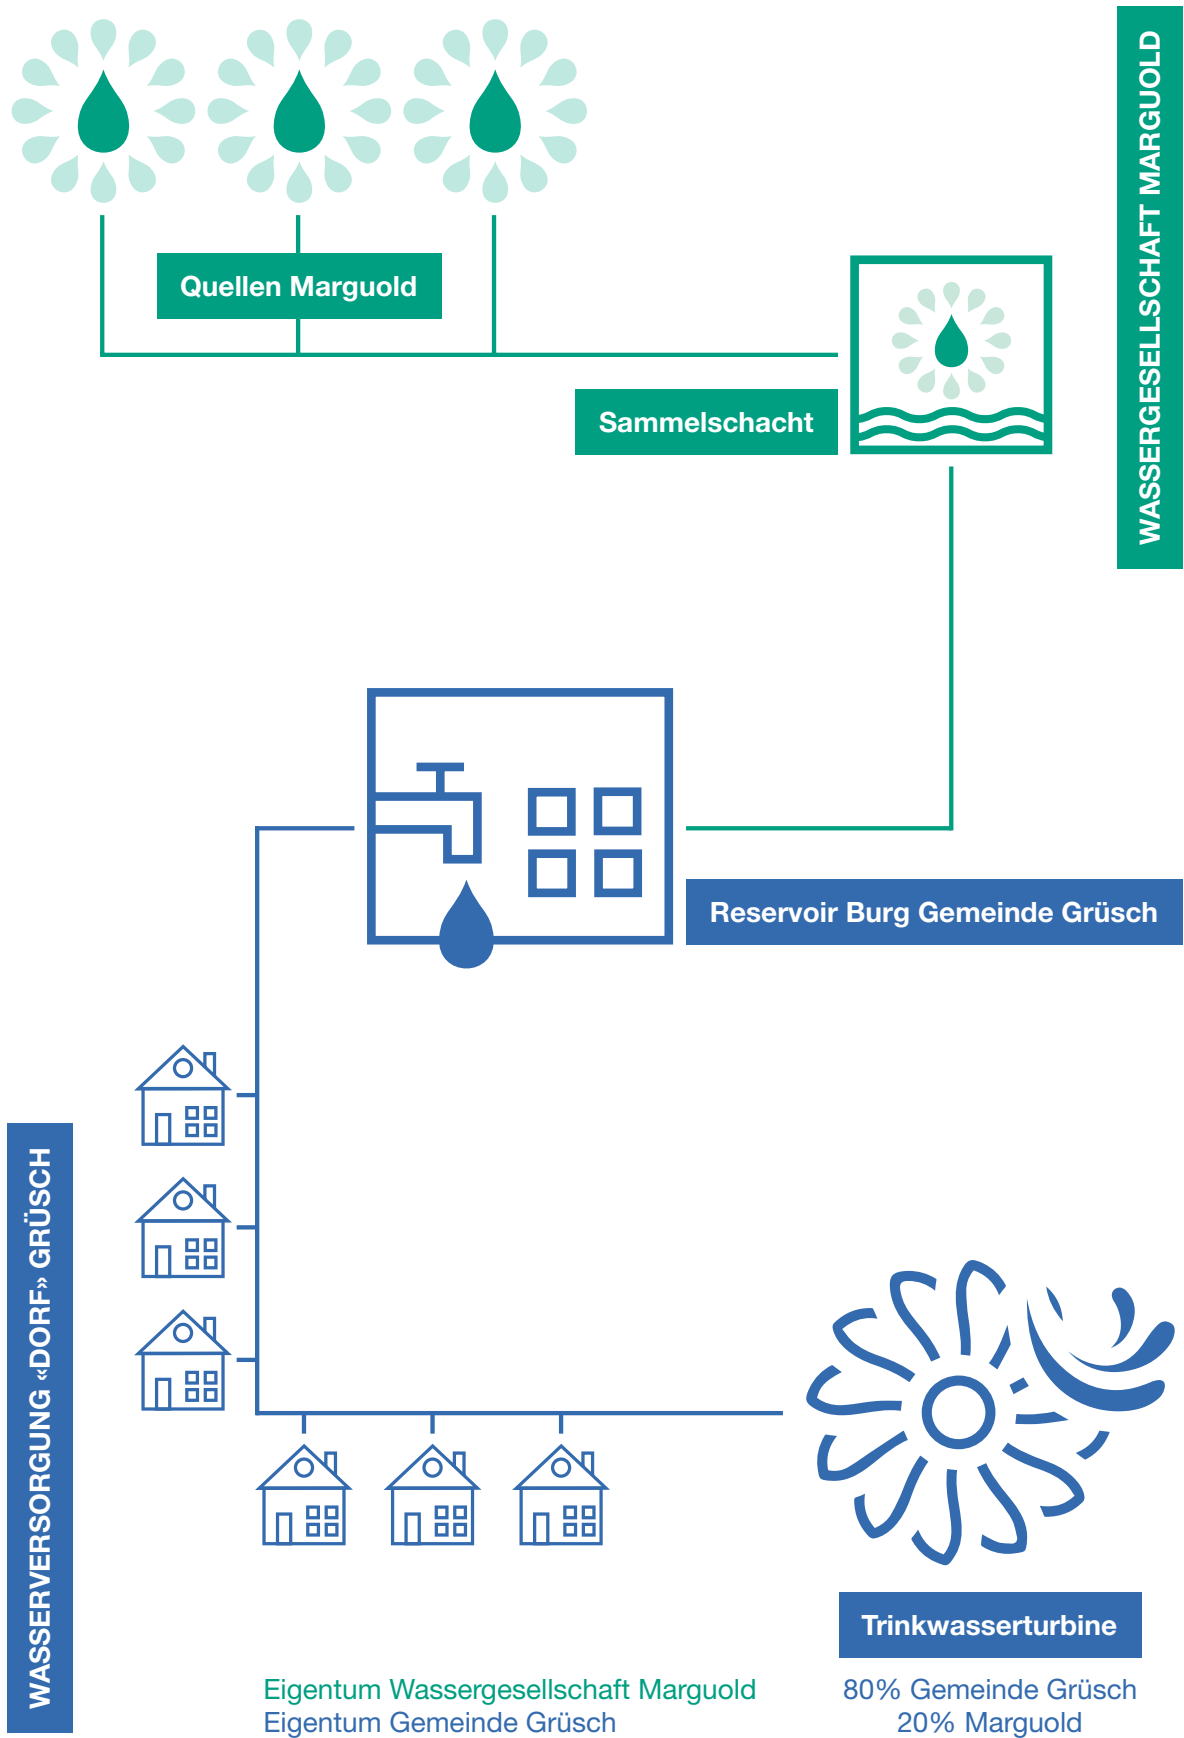 WASSERGESELLSCHAFT MARGUOLD
Quellen Marguold
Sammelschacht
Reservoir Burg Gemeinde Grüsch
WASSERVERSORGUNG «DORF» GRÜSCH
Trinkwasserturbine
80% Gemeinde Grüsch
20% Marguold
Eigentum Wassergesellschaft Marguold
Eigentum Gemeinde Grüsch